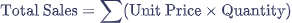 Total Sales = ∑(Unit Price × Quantity)